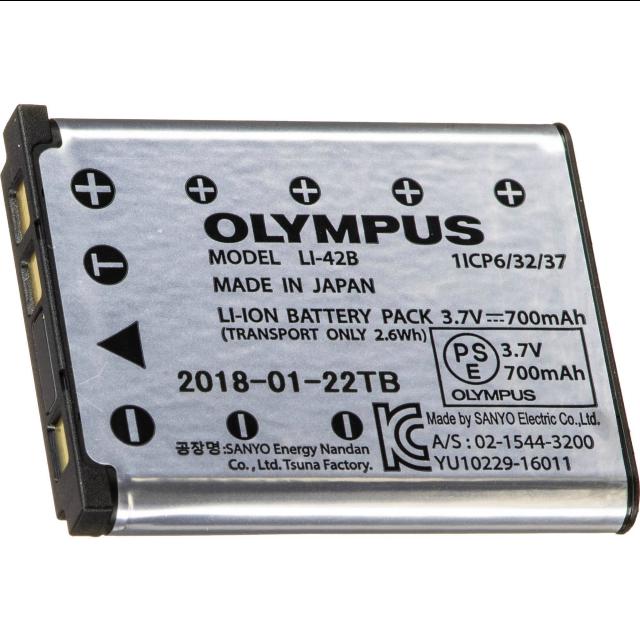 OLYMPUS
MODEL LI-42B 1ICP6/32/37
MADE IN JAPAN
LI-ION BATTERY PACK 3.7V⎓700mAh
(TRANSPORT ONLY 2.6Wh)
PSE 3.7V
700mAh
OLYMPUS
2018-01-22TB
공장명:SANYO Energy Nandan
Co., Ltd. Tsuna Factory.
Made by SANYO Electric Co.,Ltd.
A/S : 02-1544-3200
YU10229-16011
T